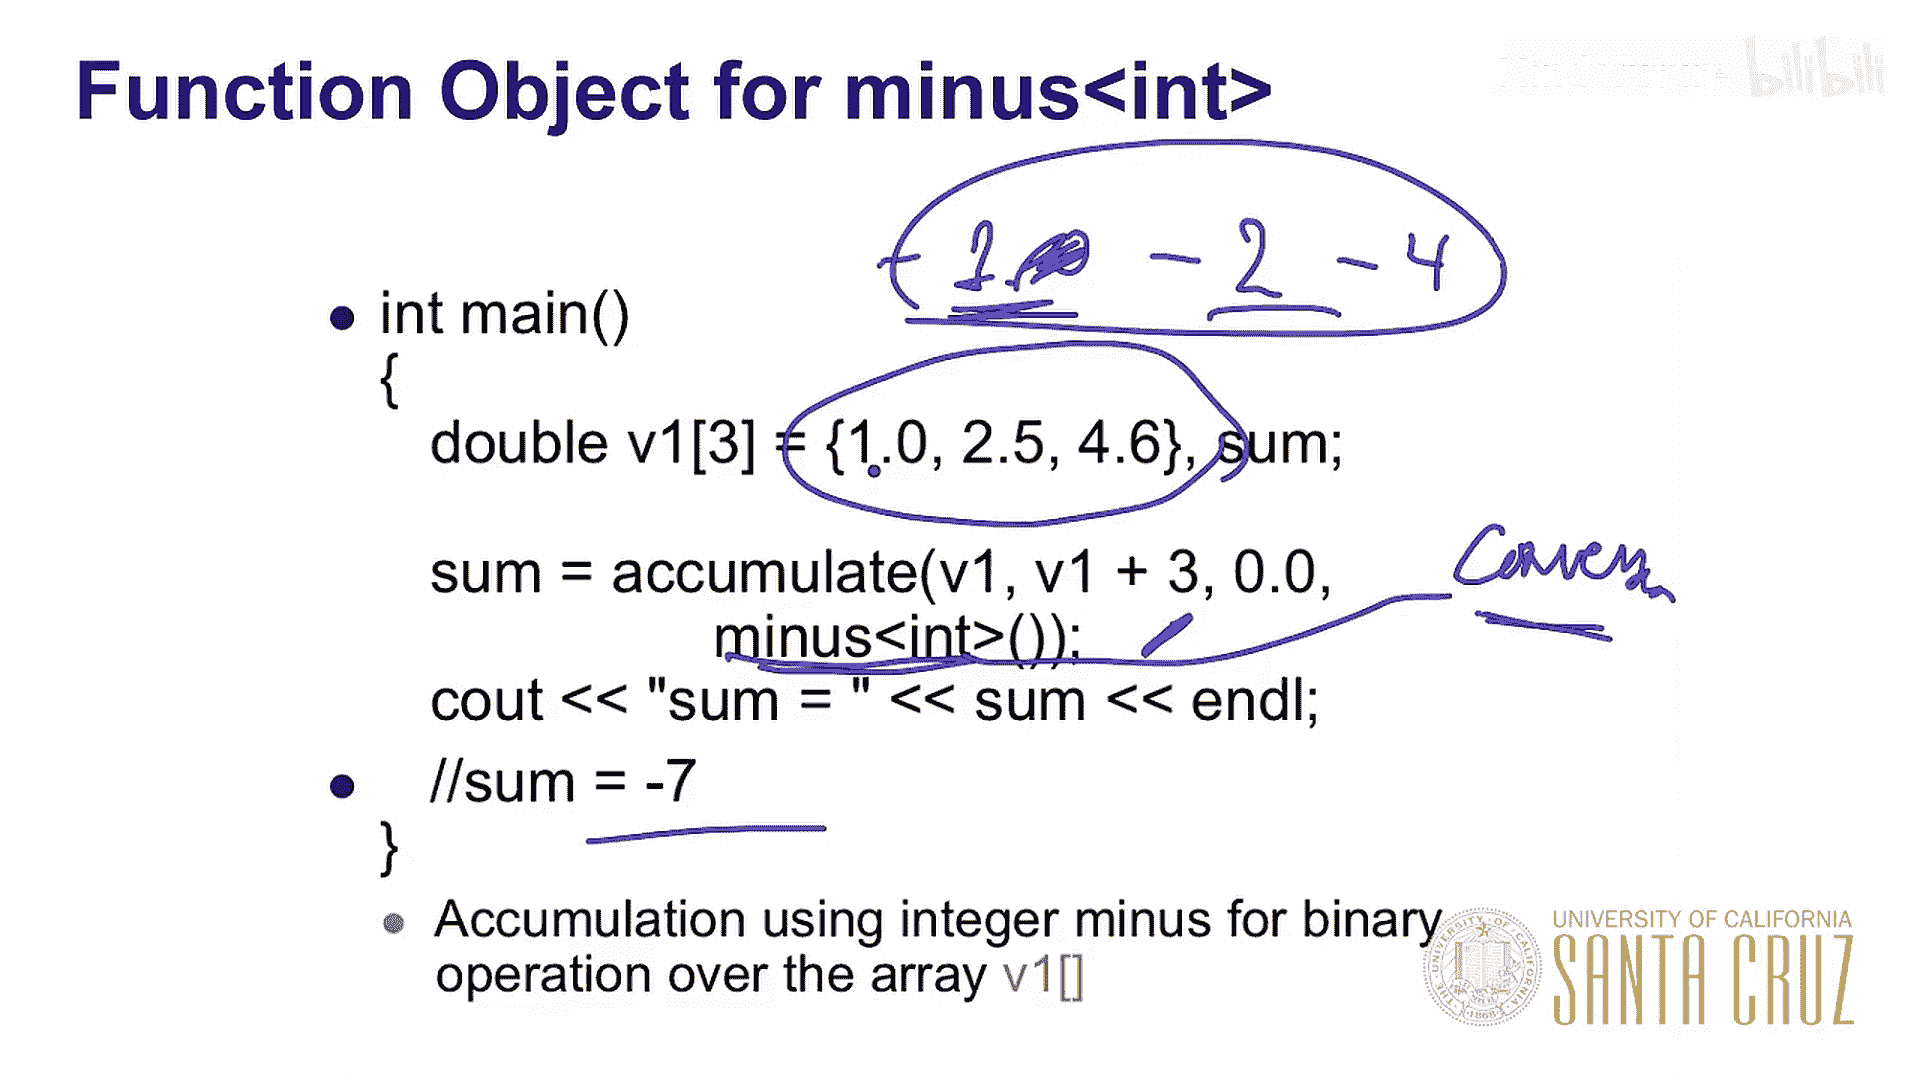 Function Object for minus<int>
bilibili
- 1. - 2 - 4
int main()
{
double v1[3] = {1.0, 2.5, 4.6}, sum;
sum = accumulate(v1, v1 + 3, 0.0,
minus<int>());
Conversn
cout << "sum = " << sum << endl;
//sum = -7
}
Accumulation using integer minus for binary
operation over the array v1[]
UNIVERSITY OF CALIFORNIA
SANTA CRUZ